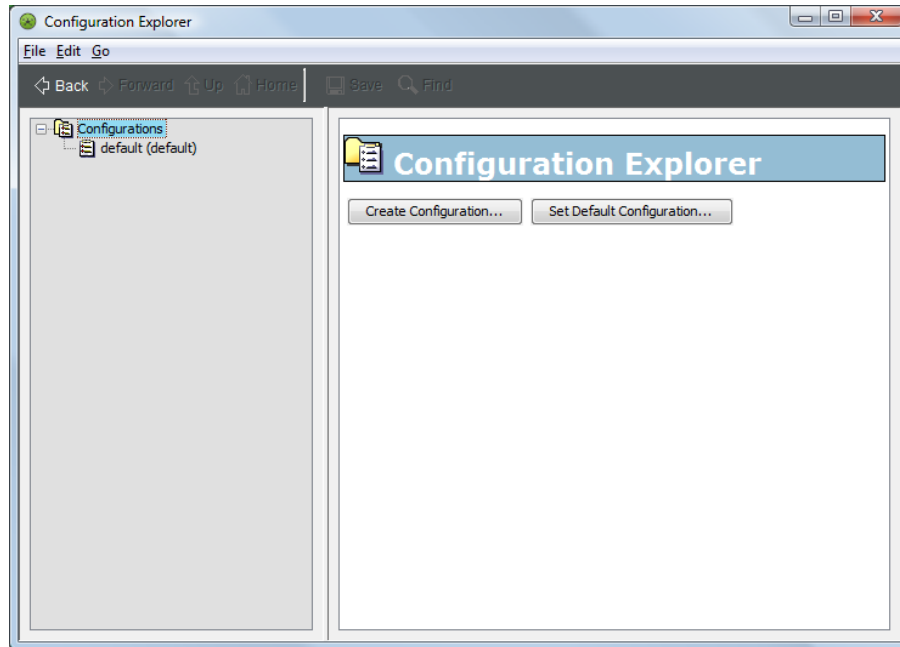 Configuration Explorer
File Edit Go
Back Forward Up Home Save Find
Configurations
default (default)
Configuration Explorer
Create Configuration... Set Default Configuration...